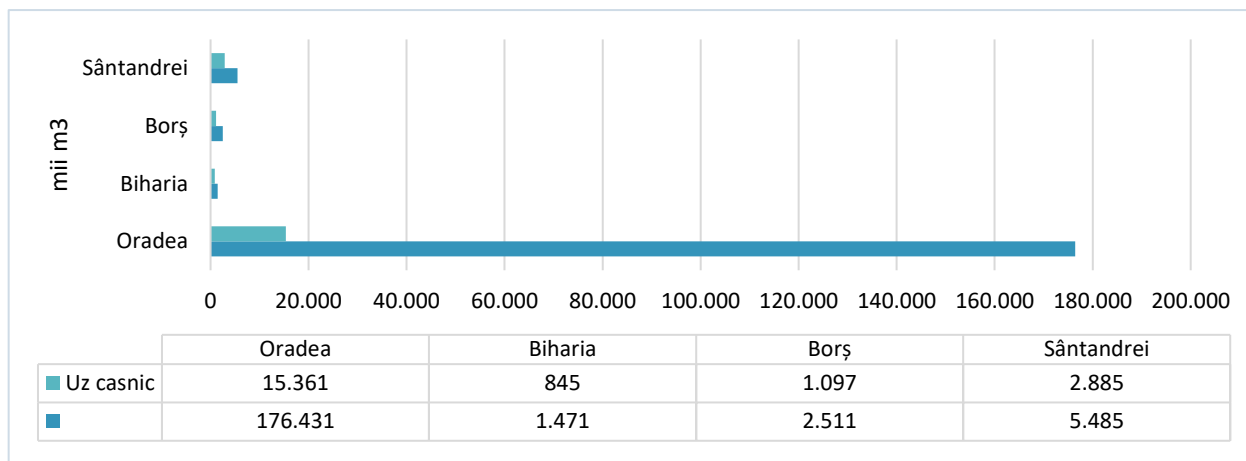 mii m3
Sântandrei
Borș
Biharia
Oradea
0 20.000 40.000 60.000 80.000 100.000 120.000 140.000 160.000 180.000 200.000
Oradea Biharia Borș Sântandrei
Uz casnic 15.361 845 1.097 2.885
176.431 1.471 2.511 5.485